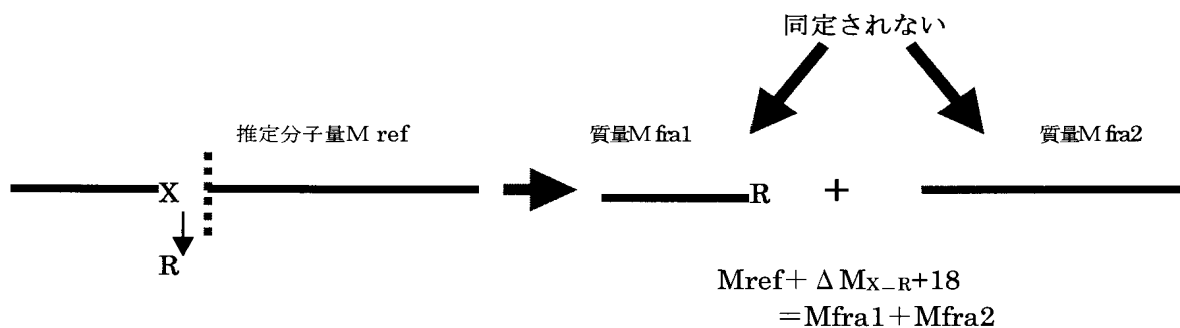 同定されない
推定分子量M ref
質量M fra1
質量M fra2
X
R
R
+
Mref+ΔM_{X-R}+18
=Mfra1+Mfra2